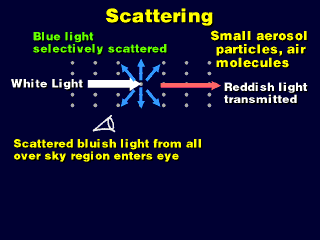 Scattering
Blue light
selectively scattered
Small aerosol
particles, air
molecules
White Light
Reddish light
transmitted
Scattered bluish light from all
over sky region enters eye